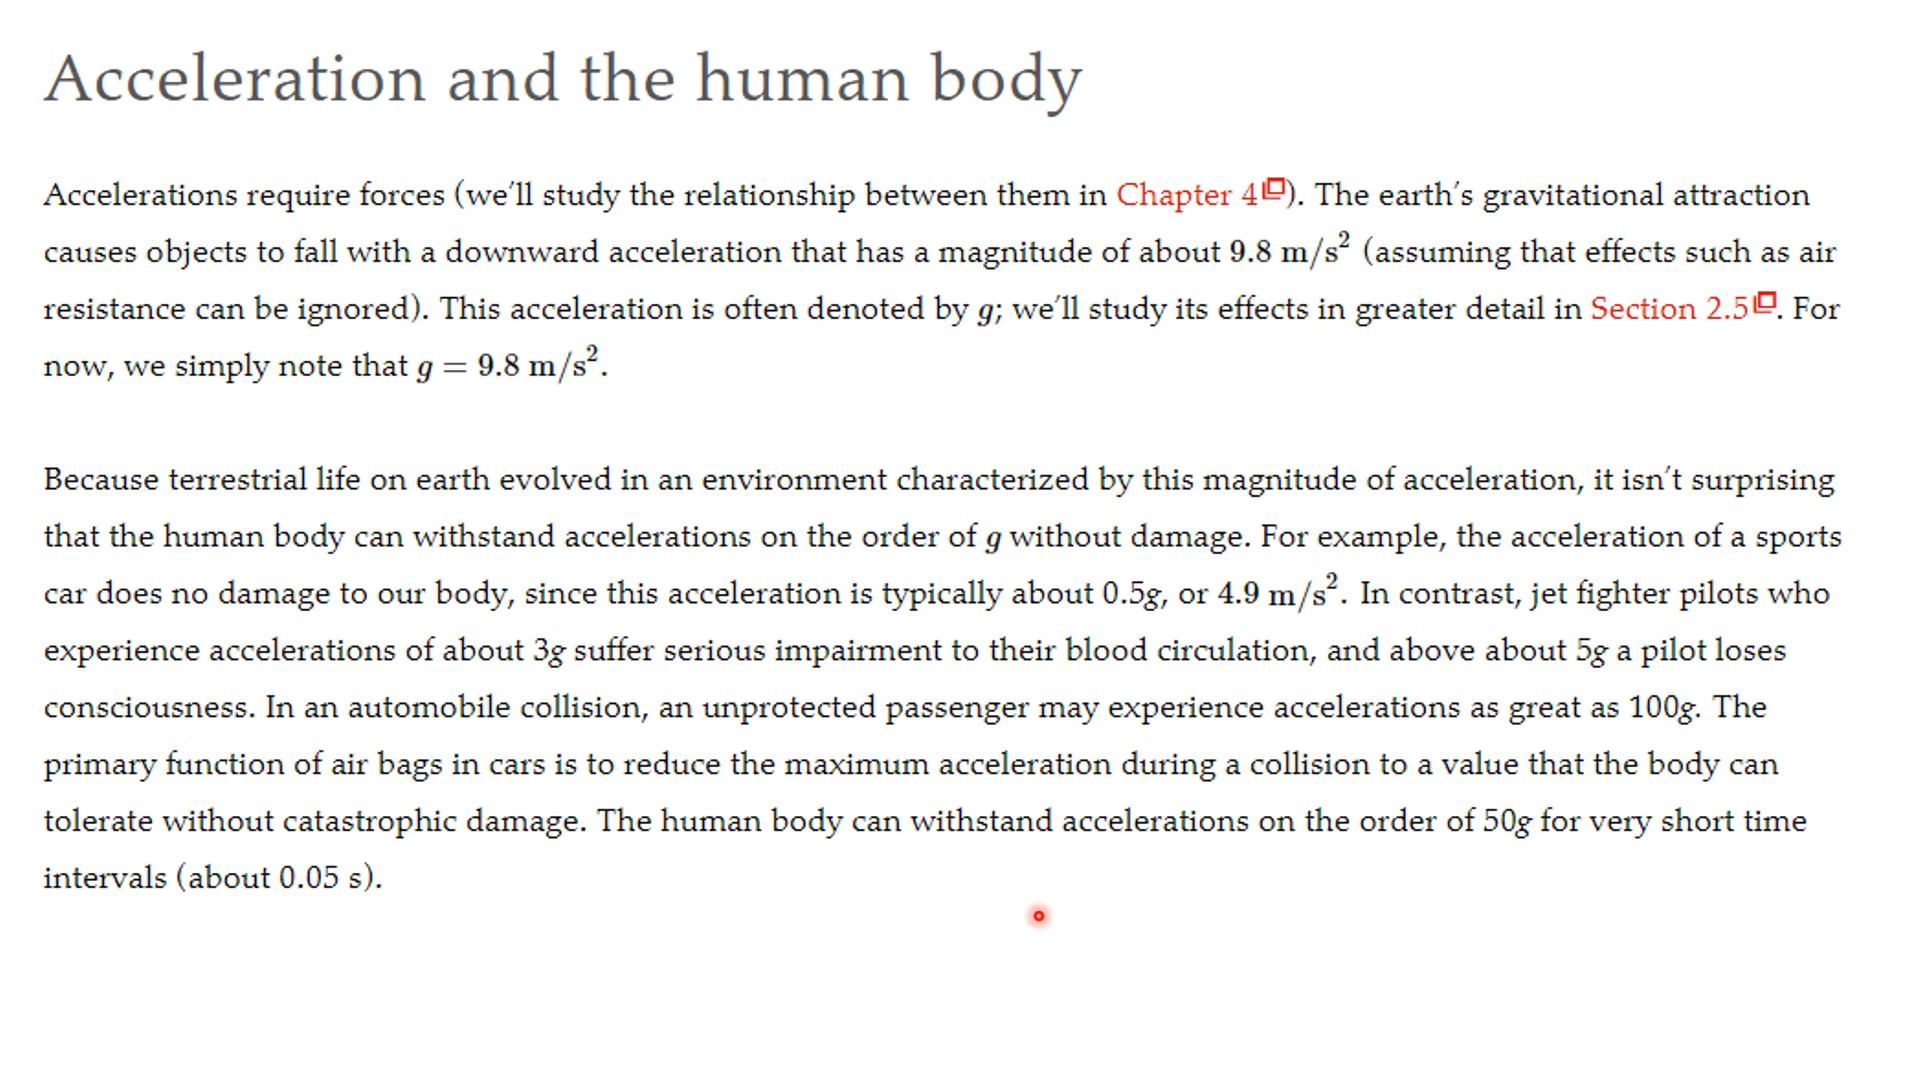 Acceleration and the human body
Accelerations require forces (we'll study the relationship between them in Chapter 4). The earth's gravitational attraction
causes objects to fall with a downward acceleration that has a magnitude of about 9.8 m/s² (assuming that effects such as air
resistance can be ignored). This acceleration is often denoted by g; we'll study its effects in greater detail in Section 2.5. For
now, we simply note that g = 9.8 m/s².
Because terrestrial life on earth evolved in an environment characterized by this magnitude of acceleration, it isn't surprising
that the human body can withstand accelerations on the order of g without damage. For example, the acceleration of a sports
car does no damage to our body, since this acceleration is typically about 0.5g, or 4.9 m/s². In contrast, jet fighter pilots who
experience accelerations of about 3g suffer serious impairment to their blood circulation, and above about 5g a pilot loses
consciousness. In an automobile collision, an unprotected passenger may experience accelerations as great as 100g. The
primary function of air bags in cars is to reduce the maximum acceleration during a collision to a value that the body can
tolerate without catastrophic damage. The human body can withstand accelerations on the order of 50g for very short time
intervals (about 0.05 s).